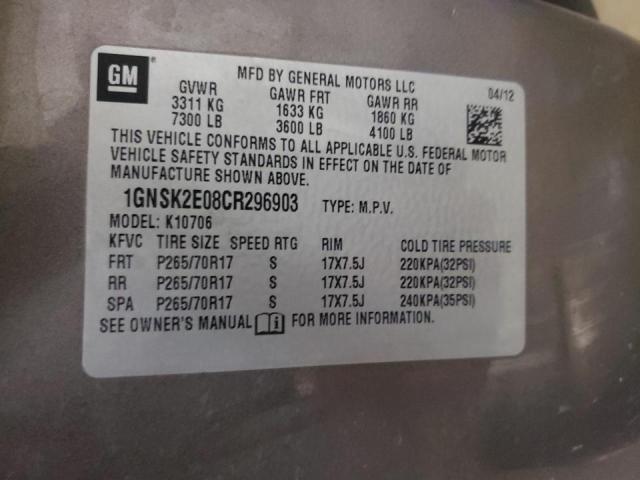 GM
MFD BY GENERAL MOTORS LLC
04/12
GVWR GAWR FRT GAWR RR
3311 KG 1633 KG 1860 KG
7300 LB 3600 LB 4100 LB
THIS VEHICLE CONFORMS TO ALL APPLICABLE U.S. FEDERAL MOTOR
VEHICLE SAFETY STANDARDS IN EFFECT ON THE DATE OF
MANUFACTURE SHOWN ABOVE.
1GNSK2E08CR296903 TYPE: M.P.V.
MODEL: K10706
KFVC TIRE SIZE SPEED RTG RIM COLD TIRE PRESSURE
FRT P265/70R17 S 17X7.5J 220KPA(32PSI)
RR P265/70R17 S 17X7.5J 220KPA(32PSI)
SPA P265/70R17 S 17X7.5J 240KPA(35PSI)
SEE OWNER'S MANUAL FOR MORE INFORMATION.